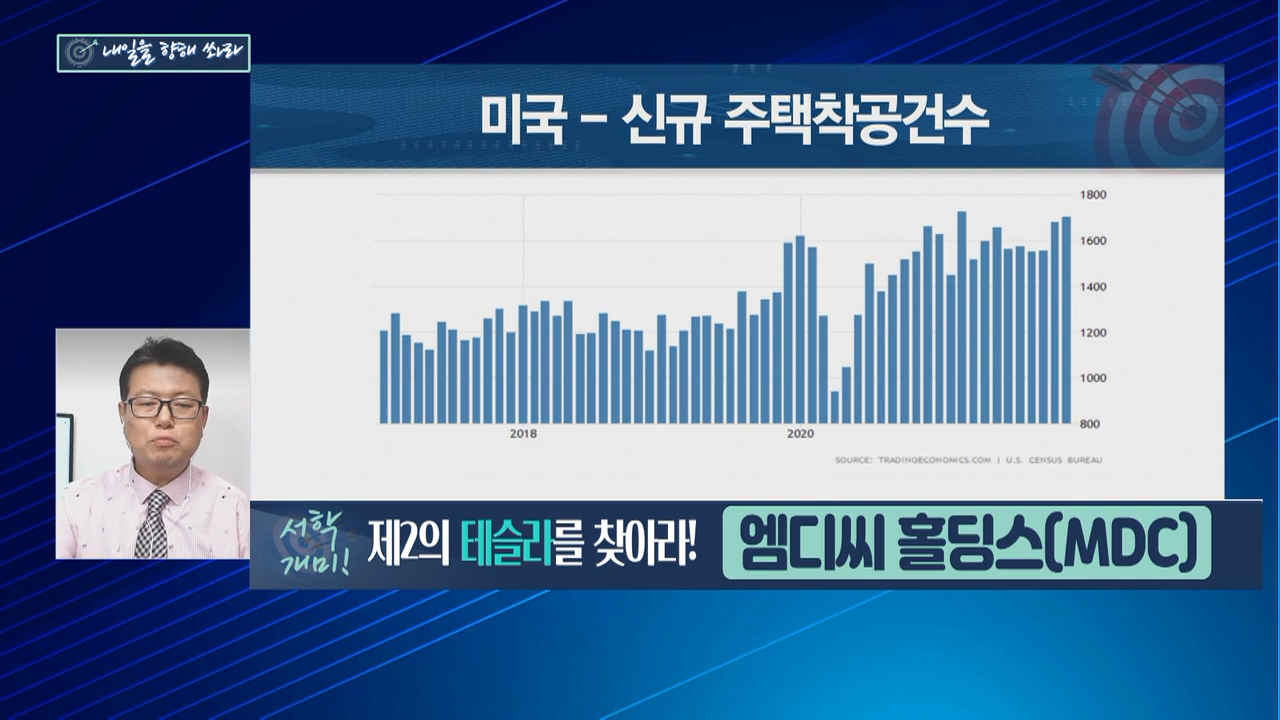 내일을 향해 쏴라
미국 - 신규 주택착공건수
1800
1600
1400
1200
1000
800
2018
2020
SOURCE: TRADINGECONOMICS.COM | U.S. CENSUS BUREAU
서학
개미!
제2의 테슬라를 찾아라!
엠디씨 홀딩스(MDC)